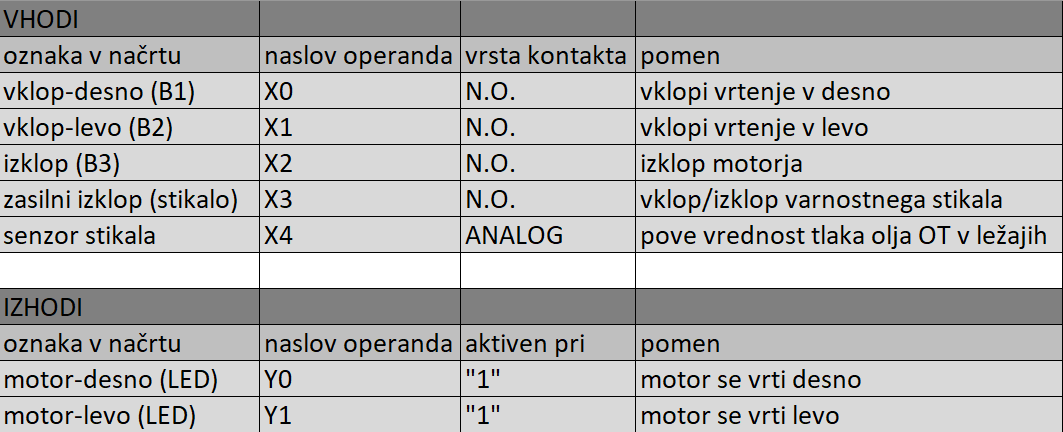 VHODI
oznaka v načrtu naslov operanda vrsta kontakta pomen
vklop-desno (B1) X0 N.O. vklopi vrtenje v desno
vklop-levo (B2) X1 N.O. vklopi vrtenje v levo
izklop (B3) X2 N.O. izklop motorja
zasilni izklop (stikalo) X3 N.O. vklop/izklop varnostnega stikala
senzor stikala X4 ANALOG pove vrednost tlaka olja OT v ležajih
IZHODI
oznaka v načrtu naslov operanda aktiven pri pomen
motor-desno (LED) Y0 "1" motor se vrti desno
motor-levo (LED) Y1 "1" motor se vrti levo